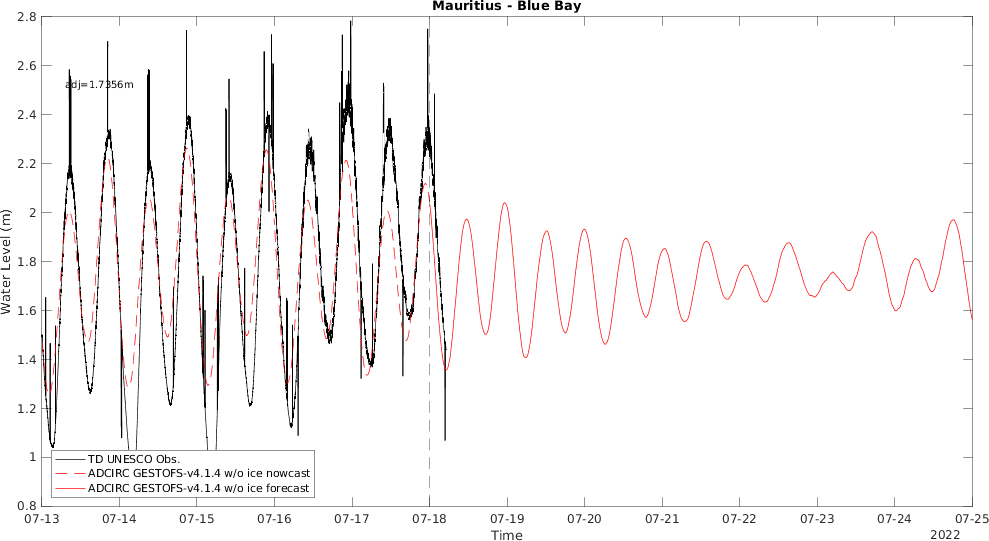 Mauritius - Blue Bay
2.8
2.6
adj=1.7356m
2.4
2.2
2
1.8
1.6
1.4
1.2
1
0.8
Water Level (m)
TD UNESCO Obs.
ADCIRC GESTOFS-v4.1.4 w/o ice nowcast
ADCIRC GESTOFS-v4.1.4 w/o ice forecast
07-13 07-14 07-15 07-16 07-17 07-18 07-19 07-20 07-21 07-22 07-23 07-24 07-25
Time
2022